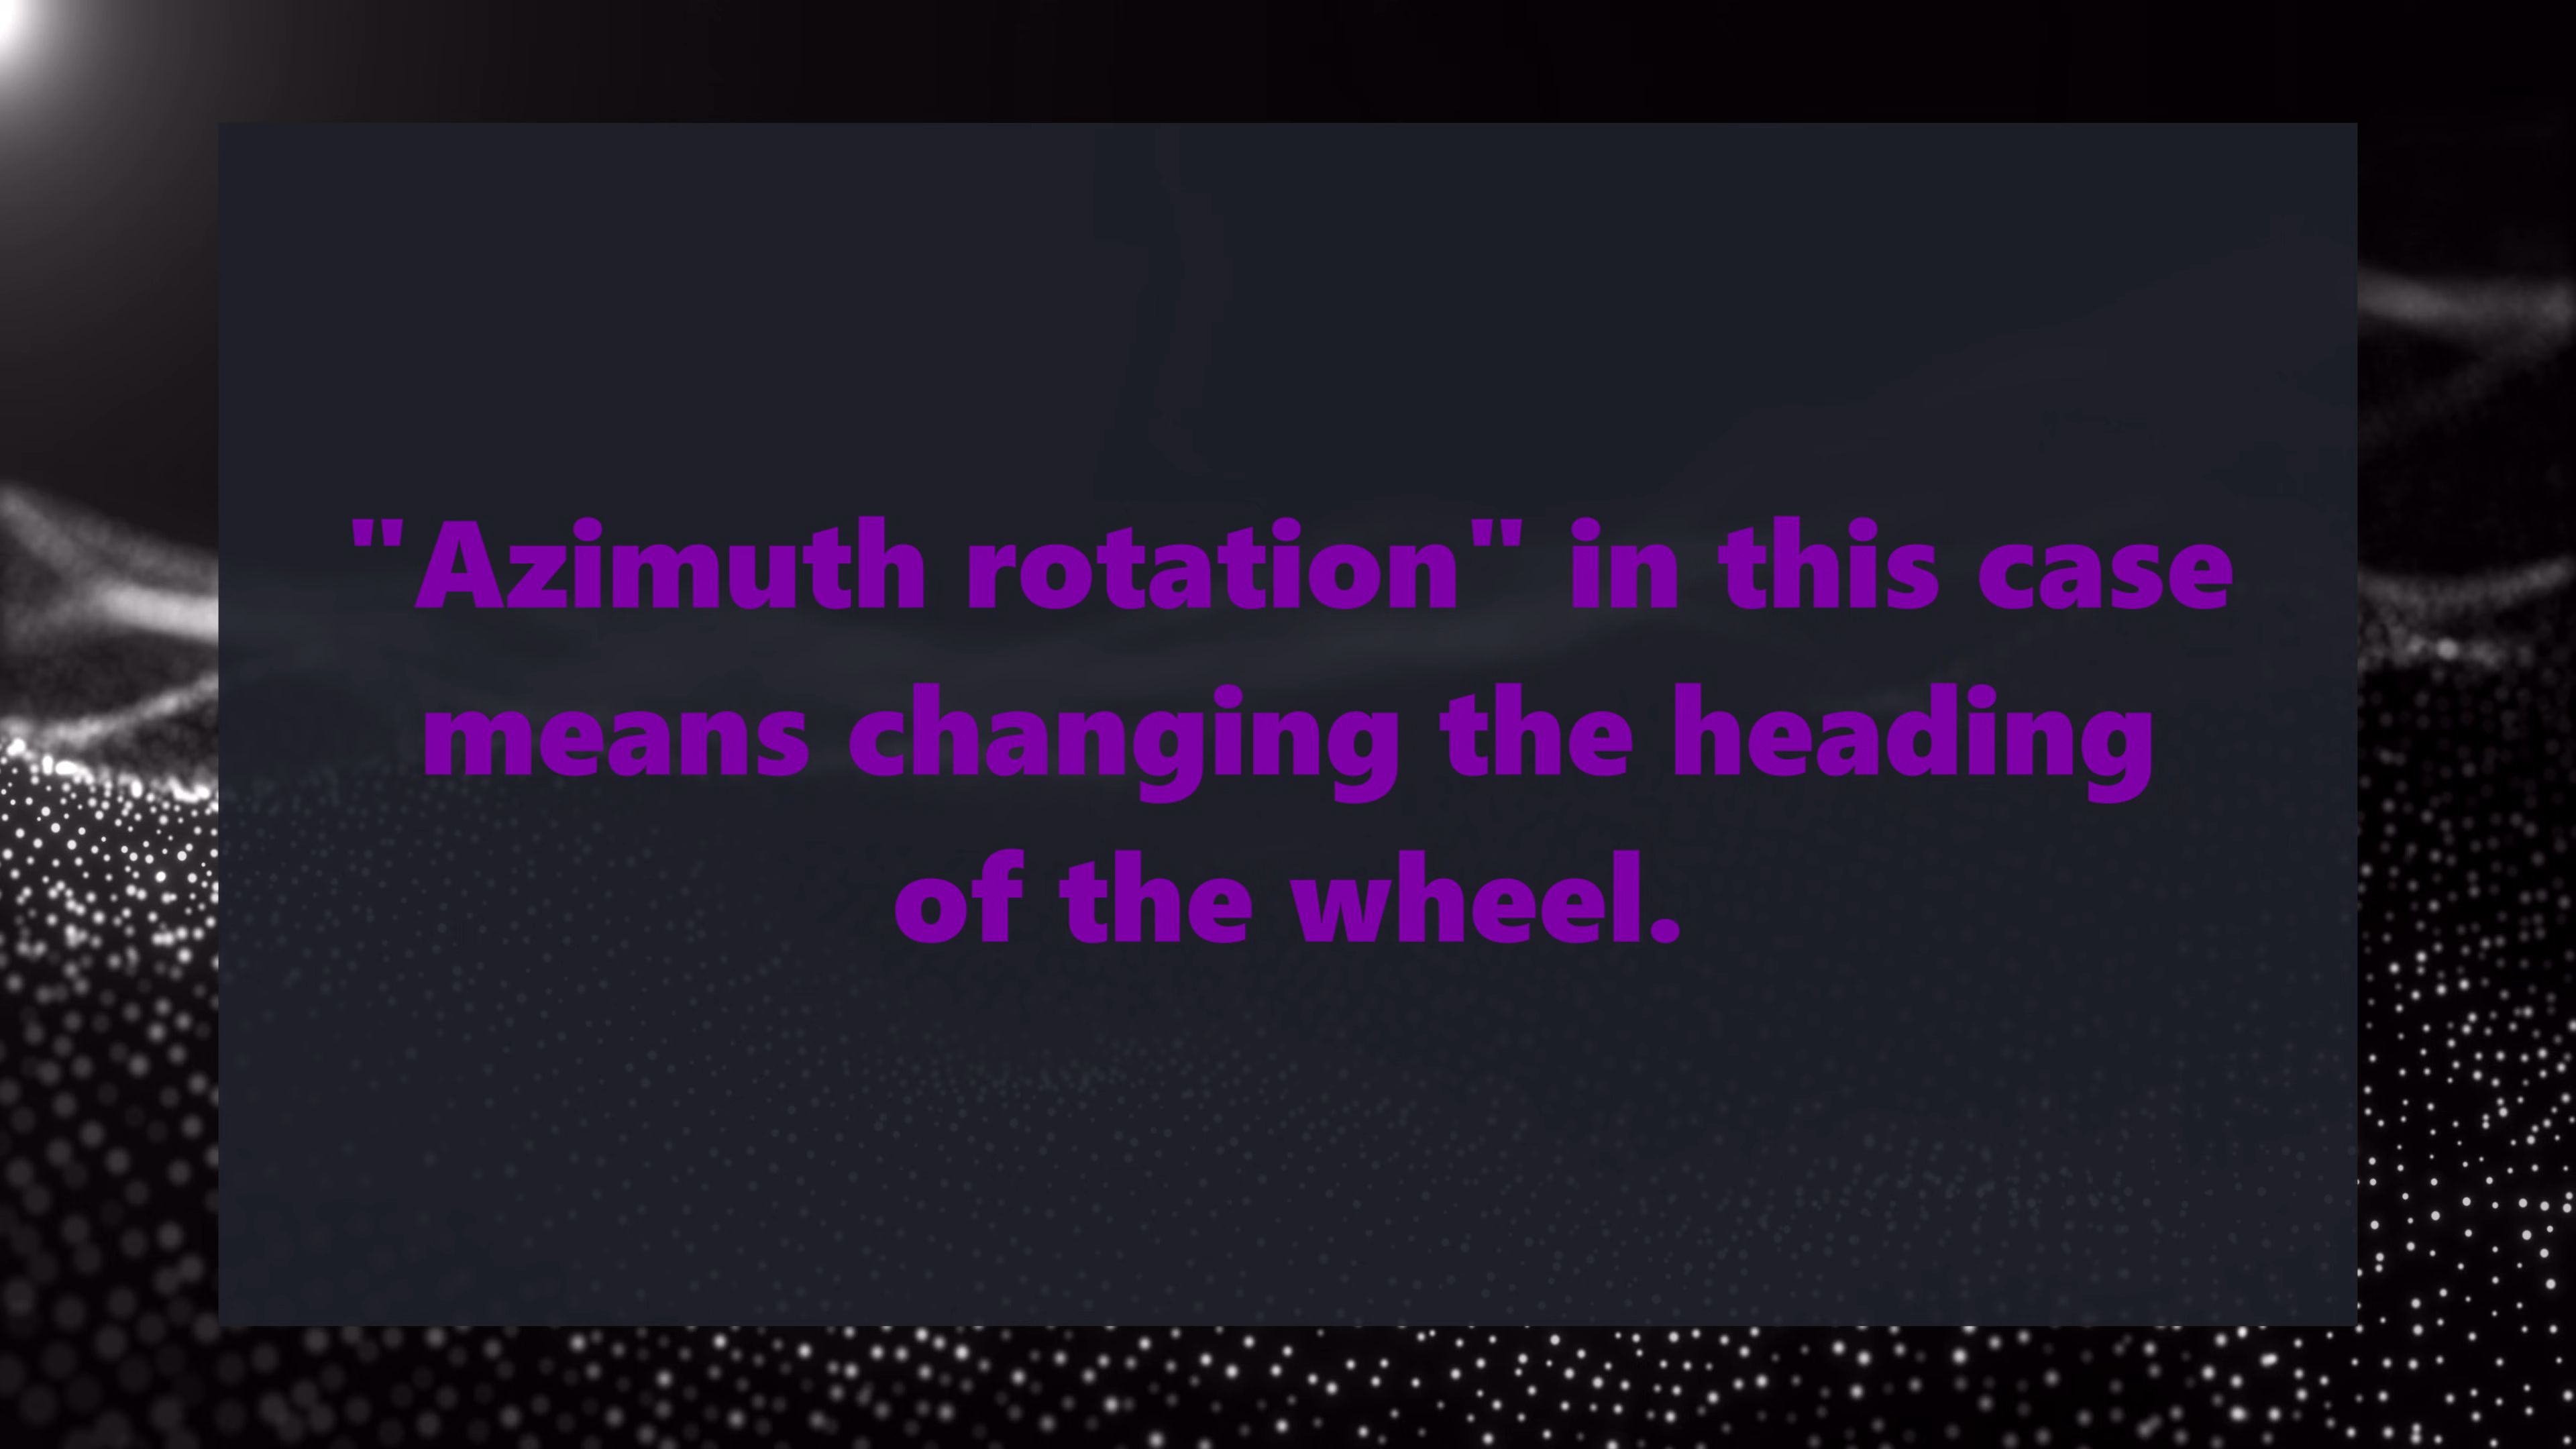 "Azimuth rotation" in this case
means changing the heading
of the wheel.